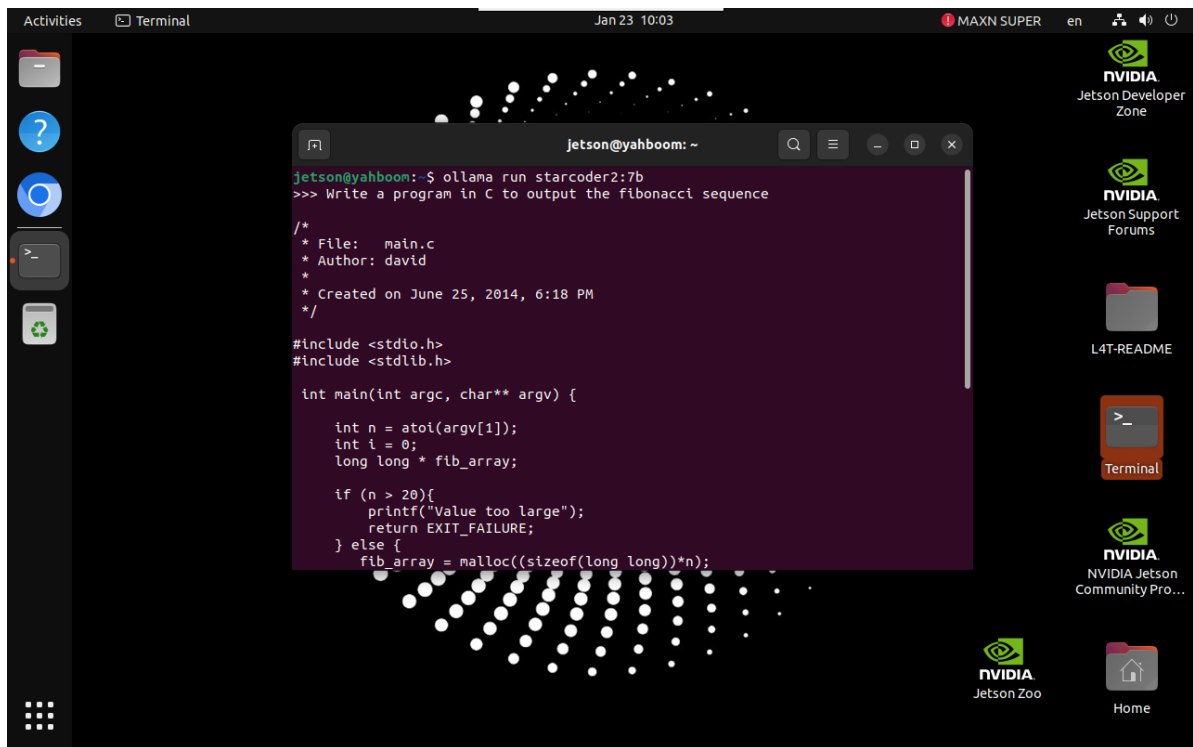 Activities Terminal Jan 23 10:03 MAXN SUPER en
NVIDIA.
Jetson Developer
Zone
jetson@yahboom: ~
jetson@yahboom:~$ ollama run starcoder2:7b
>>> Write a program in C to output the fibonacci sequence
/*
 * File:   main.c
 * Author: david
 *
 * Created on June 25, 2014, 6:18 PM
 */
#include <stdio.h>
#include <stdlib.h>
 int main(int argc, char** argv) {
     int n = atoi(argv[1]);
     int i = 0;
     long long * fib_array;
     if (n > 20){
         printf("Value too large");
         return EXIT_FAILURE;
     } else {
        fib_array = malloc((sizeof(long long))*n);
NVIDIA.
Jetson Support
Forums
L4T-README
>_
Terminal
NVIDIA.
NVIDIA Jetson
Community Pro...
NVIDIA.
Jetson Zoo
Home